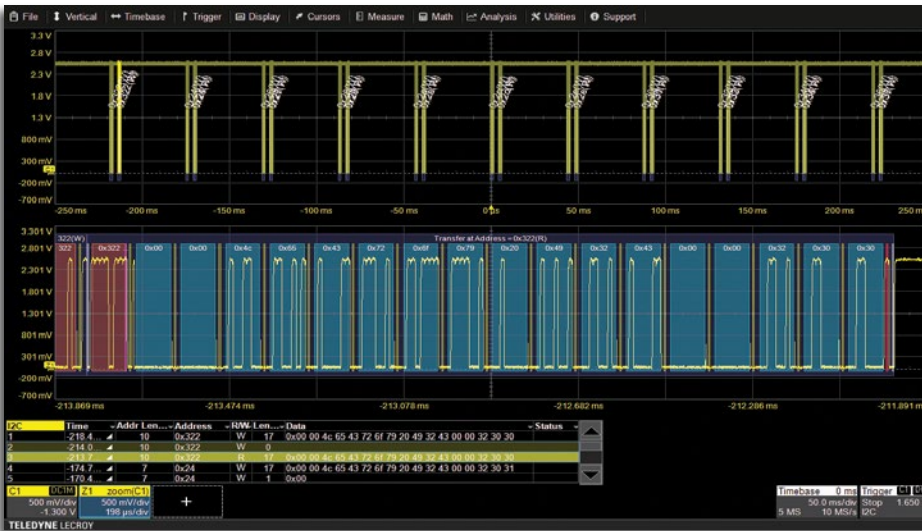 File Vertical Timebase Trigger Display Cursors Measure Math Analysis Utilities Support
3.3 V
2.8 V
2.3 V
1.8 V
1.3 V
800 mV
300 mV
-200 mV
-700 mV
-250 ms -200 ms -150 ms -100 ms -50 ms 0 s 50 ms 100 ms 150 ms 200 ms 250 m
3.301 V
322(W) Transfer at Address = 0x322(R)
2.801 V 322 0x322 0x00 0x00 0x4c 0x65 0x43 0x72 0x6f 0x79 0x20 0x49 0x32 0x43 0x00 0x00 0x32 0x30 0x30
2.301 V
1.801 V
1.301 V
801 mV
301 mV
-200 mV
-700 mV
-213.869 ms -213.474 ms -213.078 ms -212.682 ms -212.286 ms -211.891 m
I2C Time Addr Len... Address R/W Len... Data Status
1 -218.4... 10 0x322 W 17 0x00 00 4c 65 43 72 6f 79 20 49 32 43 00 00 32 30 30
2 -214.0... 10 0x322 W 0
3 -213.7... 10 0x322 R 17 0x00 00 4c 65 43 72 6f 79 20 49 32 43 00 00 32 30 30
4 -174.7... 7 0x24 W 17 0x00 00 4c 65 43 72 6f 79 20 49 32 43 00 00 32 30 31
5 -170.4... 7 0x24 W 1 0x00
C1 DC1M Z1 zoom(C1) Timebase 0 ms Trigger C1
500 mV/div 500 mV/div + 50.0 ms/div Stop 1.650
-1.300 V 198 µs/div 5 MS 10 MS/s I2C
TELEDYNE LECROY